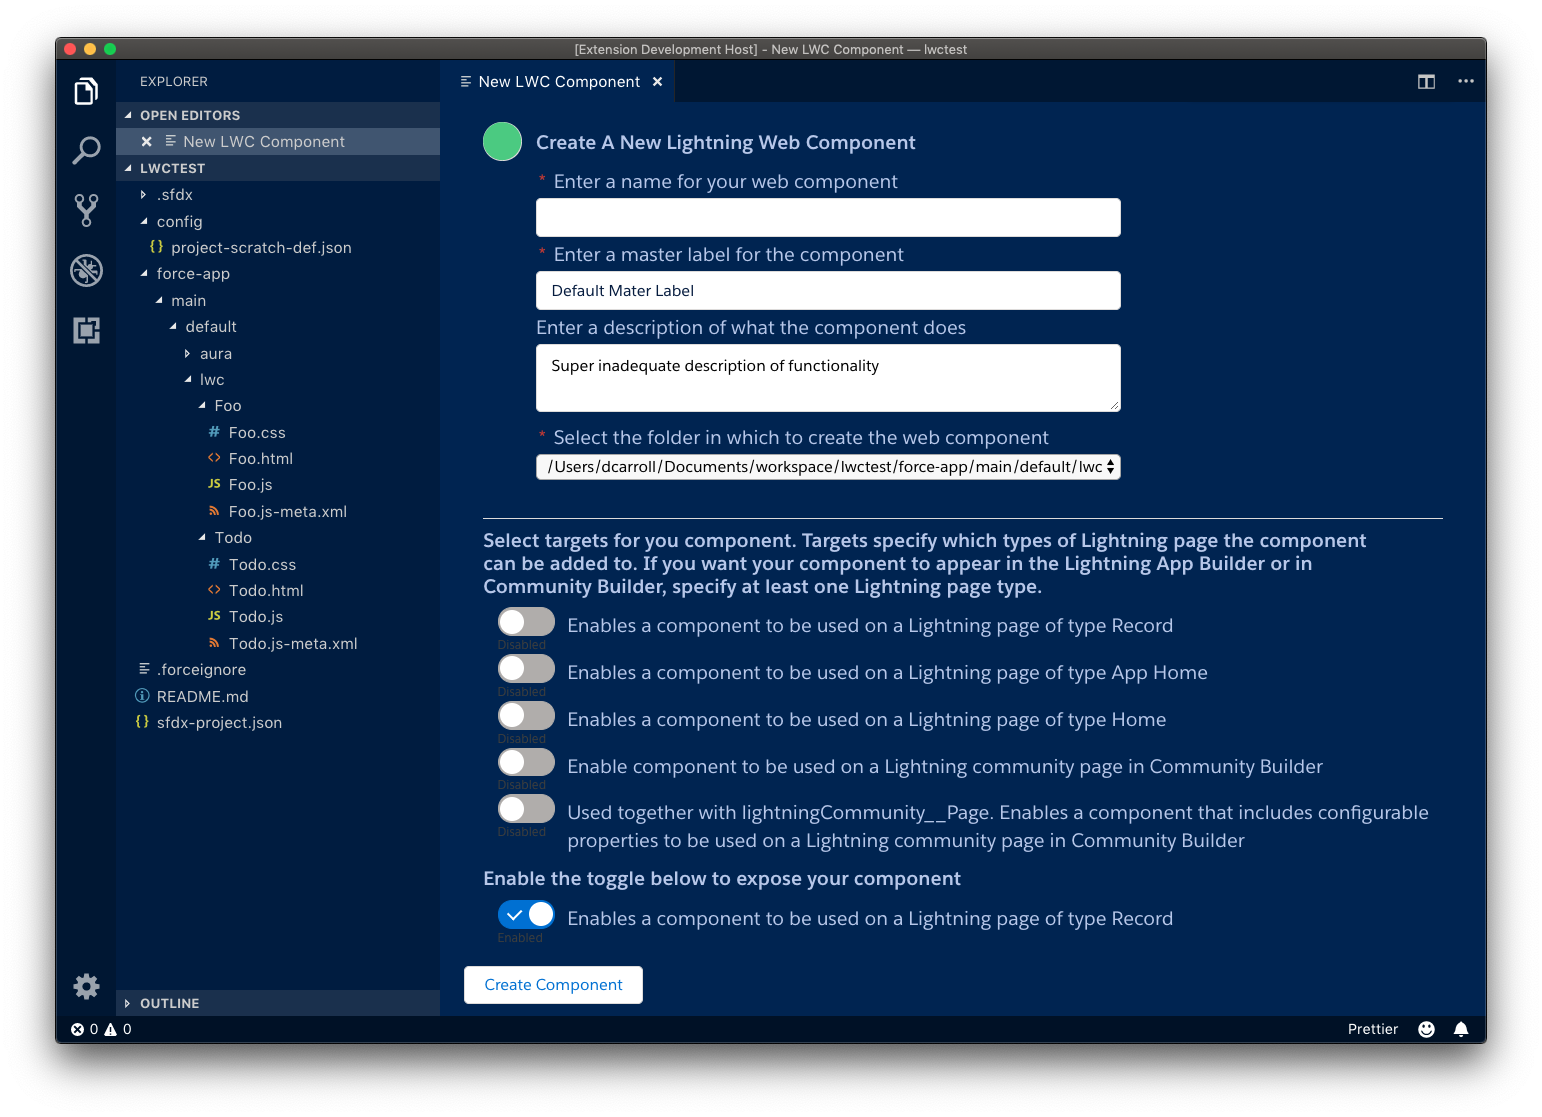 [Extension Development Host] - New LWC Component — lwctest
EXPLORER
OPEN EDITORS
New LWC Component
LWCTEST
.sfdx
config
{} project-scratch-def.json
force-app
main
default
aura
lwc
Foo
# Foo.css
<> Foo.html
JS Foo.js
Foo.js-meta.xml
Todo
# Todo.css
<> Todo.html
JS Todo.js
Todo.js-meta.xml
.forceignore
README.md
{} sfdx-project.json
OUTLINE
New LWC Component
Create A New Lightning Web Component
* Enter a name for your web component
* Enter a master label for the component
Default Mater Label
Enter a description of what the component does
Super inadequate description of functionality
* Select the folder in which to create the web component
/Users/dcarroll/Documents/workspace/lwctest/force-app/main/default/lwc
Select targets for you component. Targets specify which types of Lightning page the component
can be added to. If you want your component to appear in the Lightning App Builder or in
Community Builder, specify at least one Lightning page type.
Enables a component to be used on a Lightning page of type Record
Disabled
Enables a component to be used on a Lightning page of type App Home
Disabled
Enables a component to be used on a Lightning page of type Home
Disabled
Enable component to be used on a Lightning community page in Community Builder
Disabled
Used together with lightningCommunity__Page. Enables a component that includes configurable
Disabled
properties to be used on a Lightning community page in Community Builder
Enable the toggle below to expose your component
Enables a component to be used on a Lightning page of type Record
Enabled
Create Component
0 0
Prettier